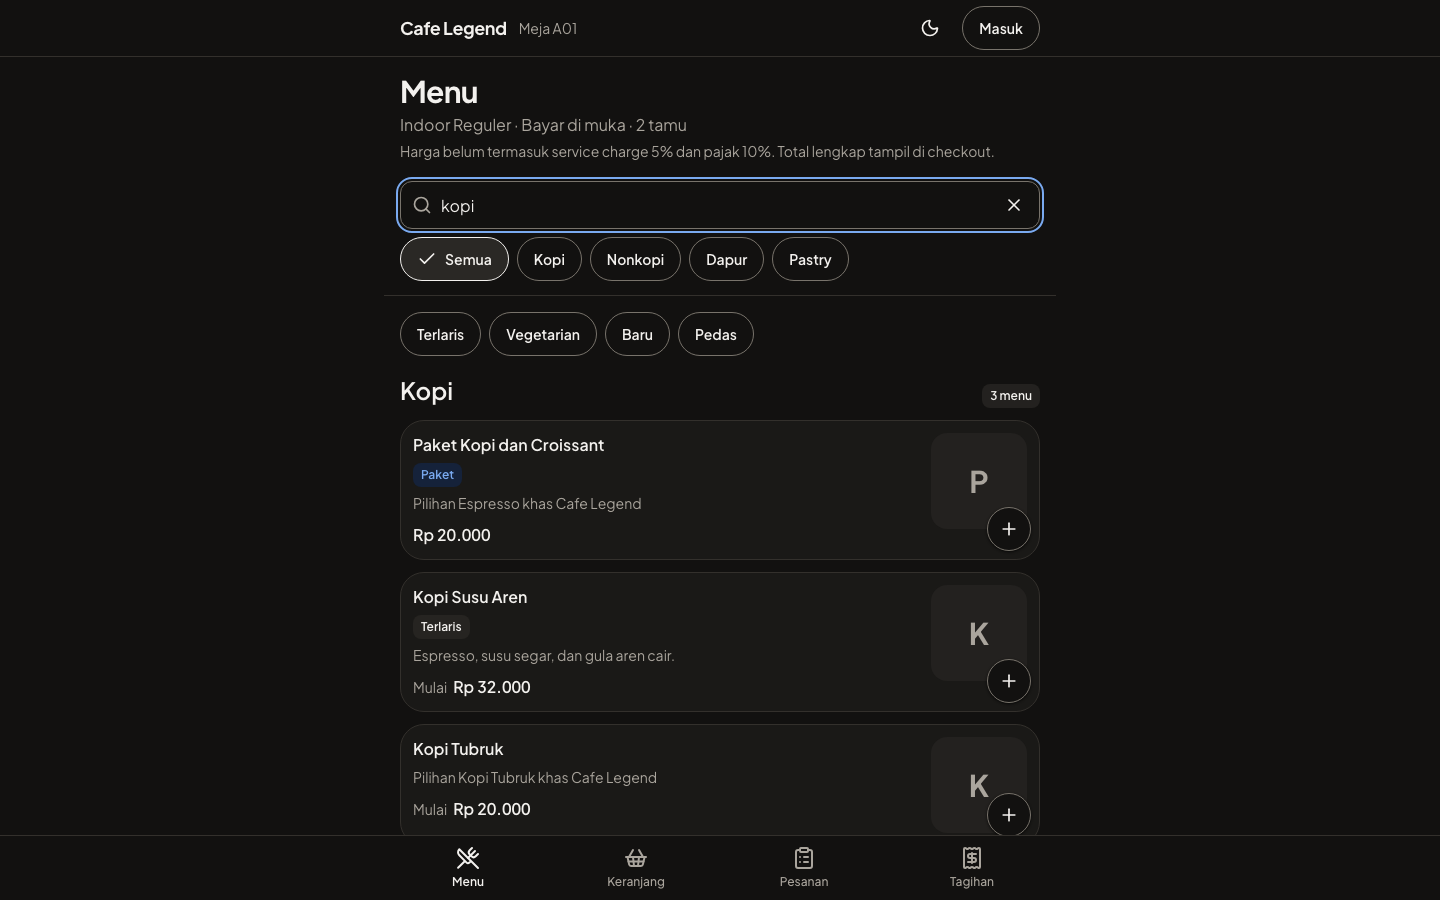 Cafe Legend Meja A01 Masuk
Menu
Indoor Reguler · Bayar di muka · 2 tamu
Harga belum termasuk service charge 5% dan pajak 10%. Total lengkap tampil di checkout.
kopi
Semua Kopi Nonkopi Dapur Pastry
Terlaris Vegetarian Baru Pedas
Kopi 3 menu
Paket Kopi dan Croissant
Paket
P
Pilihan Espresso khas Cafe Legend
Rp 20.000
Kopi Susu Aren
Terlaris
K
Espresso, susu segar, dan gula aren cair.
Mulai Rp 32.000
Kopi Tubruk
Pilihan Kopi Tubruk khas Cafe Legend
K
Mulai Rp 20.000
Menu Keranjang Pesanan Tagihan